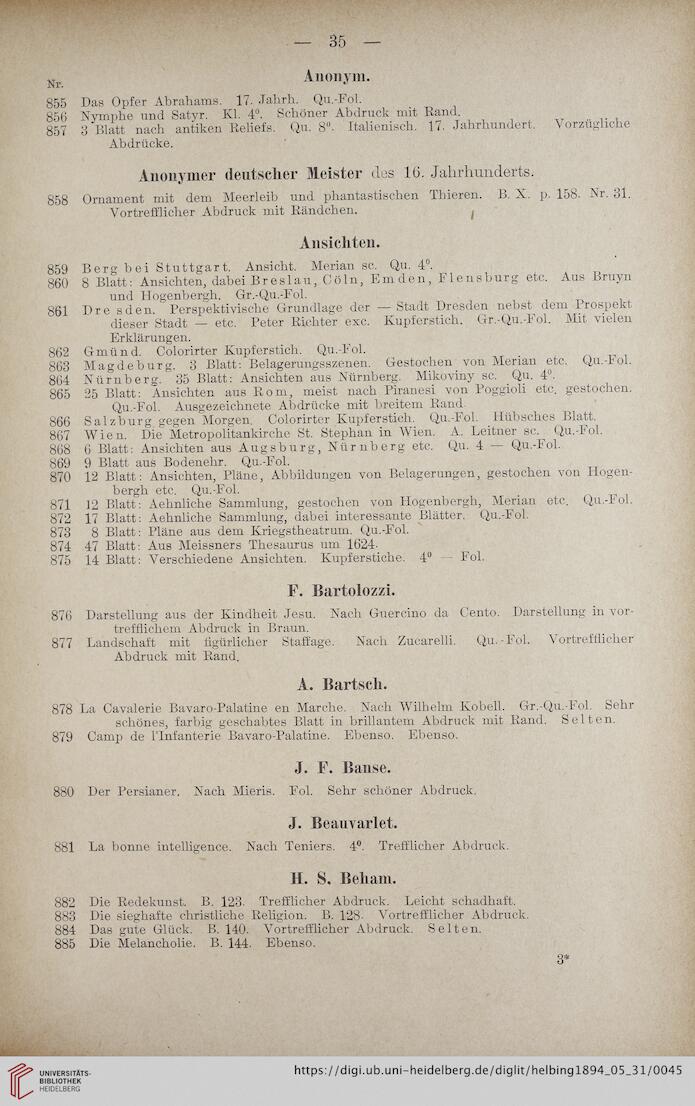 — 35 —
Anonym.
Nr.
855 Das Opfer Abrahams. 17. Jahrh. Qu.-Fol.
856 Nymphe und Satyr. Kl. 4°. Schöner Abdruck mit Rand.
857 3 Blatt nach antiken Reliefs. Qu. 8°. Italienisch. 17. Jahrhundert. Vorzügliche
Abdrücke.
Anonymer deutscher Meister des 16. Jahrhunderts.
858 Ornament mit dem Meerleib und phantastischen Thieren. B. X. p. 158. Nr. 31.
Vortrefflicher Abdruck mit Rändchen.
Ansichten.
859 Berg bei Stuttgart. Ansicht. Merian sc. Qu. 4°.
860 8 Blatt: Ansichten, dabei Breslau, Cöln, Emden, Flensburg etc. Aus Bruyn
und Hogenbergh. Gr.-Qu.-Fol.
861 Dresden. Perspektivische Grundlage der — Stadt Dresden nebst dem Prospekt
dieser Stadt — etc. Peter Richter exc. Kupferstich. Gr.-Qu.-Fol. Mit vielen
Erklärungen.
862 Gmünd. Colorirter Kupferstich. Qu.-Fol.
863 Magdeburg. 3 Blatt: Belagerungsszenen. Gestochen von Merian etc. Qu.-Fol.
864 Nürnberg. 35 Blatt: Ansichten aus Nürnberg. Mikoviny sc. Qu. 4°.
865 25 Blatt: Ansichten aus Rom, meist nach Piranesi von Poggioli etc. gestochen.
Qu.-Fol. Ausgezeichnete Abdrücke mit breitem Rand.
866 Salzburg gegen Morgen. Colorirter Kupferstich. Qu.-Fol. Hübsches Blatt.
867 Wien. Die Metropolitankirche St. Stephan in Wien. A. Leitner sc. Qu.-Fol.
868 6 Blatt: Ansichten aus Augsburg, Nürnberg etc. Qu. 4 — Qu.-Fol.
869 9 Blatt aus Bodenehr. Qu.-Fol.
870 12 Blatt: Ansichten, Pläne, Abbildungen von Belagerungen, gestochen von Hogen-
bergh etc. Qu.-Fol.
871 12 Blatt: Aehnliche Sammlung, gestochen von Hogenbergh, Merian etc. Qu.-Fol.
872 17 Blatt: Aehnliche Sammlung, dabei interessante Blätter. Qu.-Fol.
873 8 Blatt: Pläne aus dem Kriegstheatrum. Qu.-Fol.
874 47 Blatt: Aus Meissners Thesaurus um 1624.
875 14 Blatt: Verschiedene Ansichten. Kupferstiche. 4° — Fol.
F. Bartolozzi.
876 Darstellung aus der Kindheit Jesu. Nach Guercino da Cento. Darstellung in vor-
trefflichem Abdruck in Braun.
877 Landschaft mit figürlicher Staffage. Nach Zucarelli. Qu.-Fol. Vortrefflicher
Abdruck mit Rand.
A. Bartsch.
878 La Cavalerie Bavaro-Palatine en Marche. Nach Wilhelm Kobell. Gr.-Qu.-Fol. Sehr
schönes, farbig geschabtes Blatt in brillantem Abdruck mit Rand. Selten.
879 Camp de l'Infanterie Bavaro-Palatine. Ebenso. Ebenso.
J. F. Banse.
880 Der Persianer. Nach Mieris. Fol. Sehr schöner Abdruck.
J. Beauvarlet.
881 La bonne intelligence. Nach Teniers. 4°. Trefflicher Abdruck.
H. S. Beham.
882 Die Redekunst. B. 123. Trefflicher Abdruck. Leicht schadhaft.
883 Die sieghafte christliche Religion. B. 128. Vortrefflicher Abdruck.
884 Das gute Glück. B. 140. Vortrefflicher Abdruck. Selten.
885 Die Melancholie. B. 144. Ebenso.
3*
UNIVERSITÄTS-
BIBLIOTHEK
HEIDELBERG
https://digi.ub.uni-heidelberg.de/diglit/helbing1894_05_31/0045